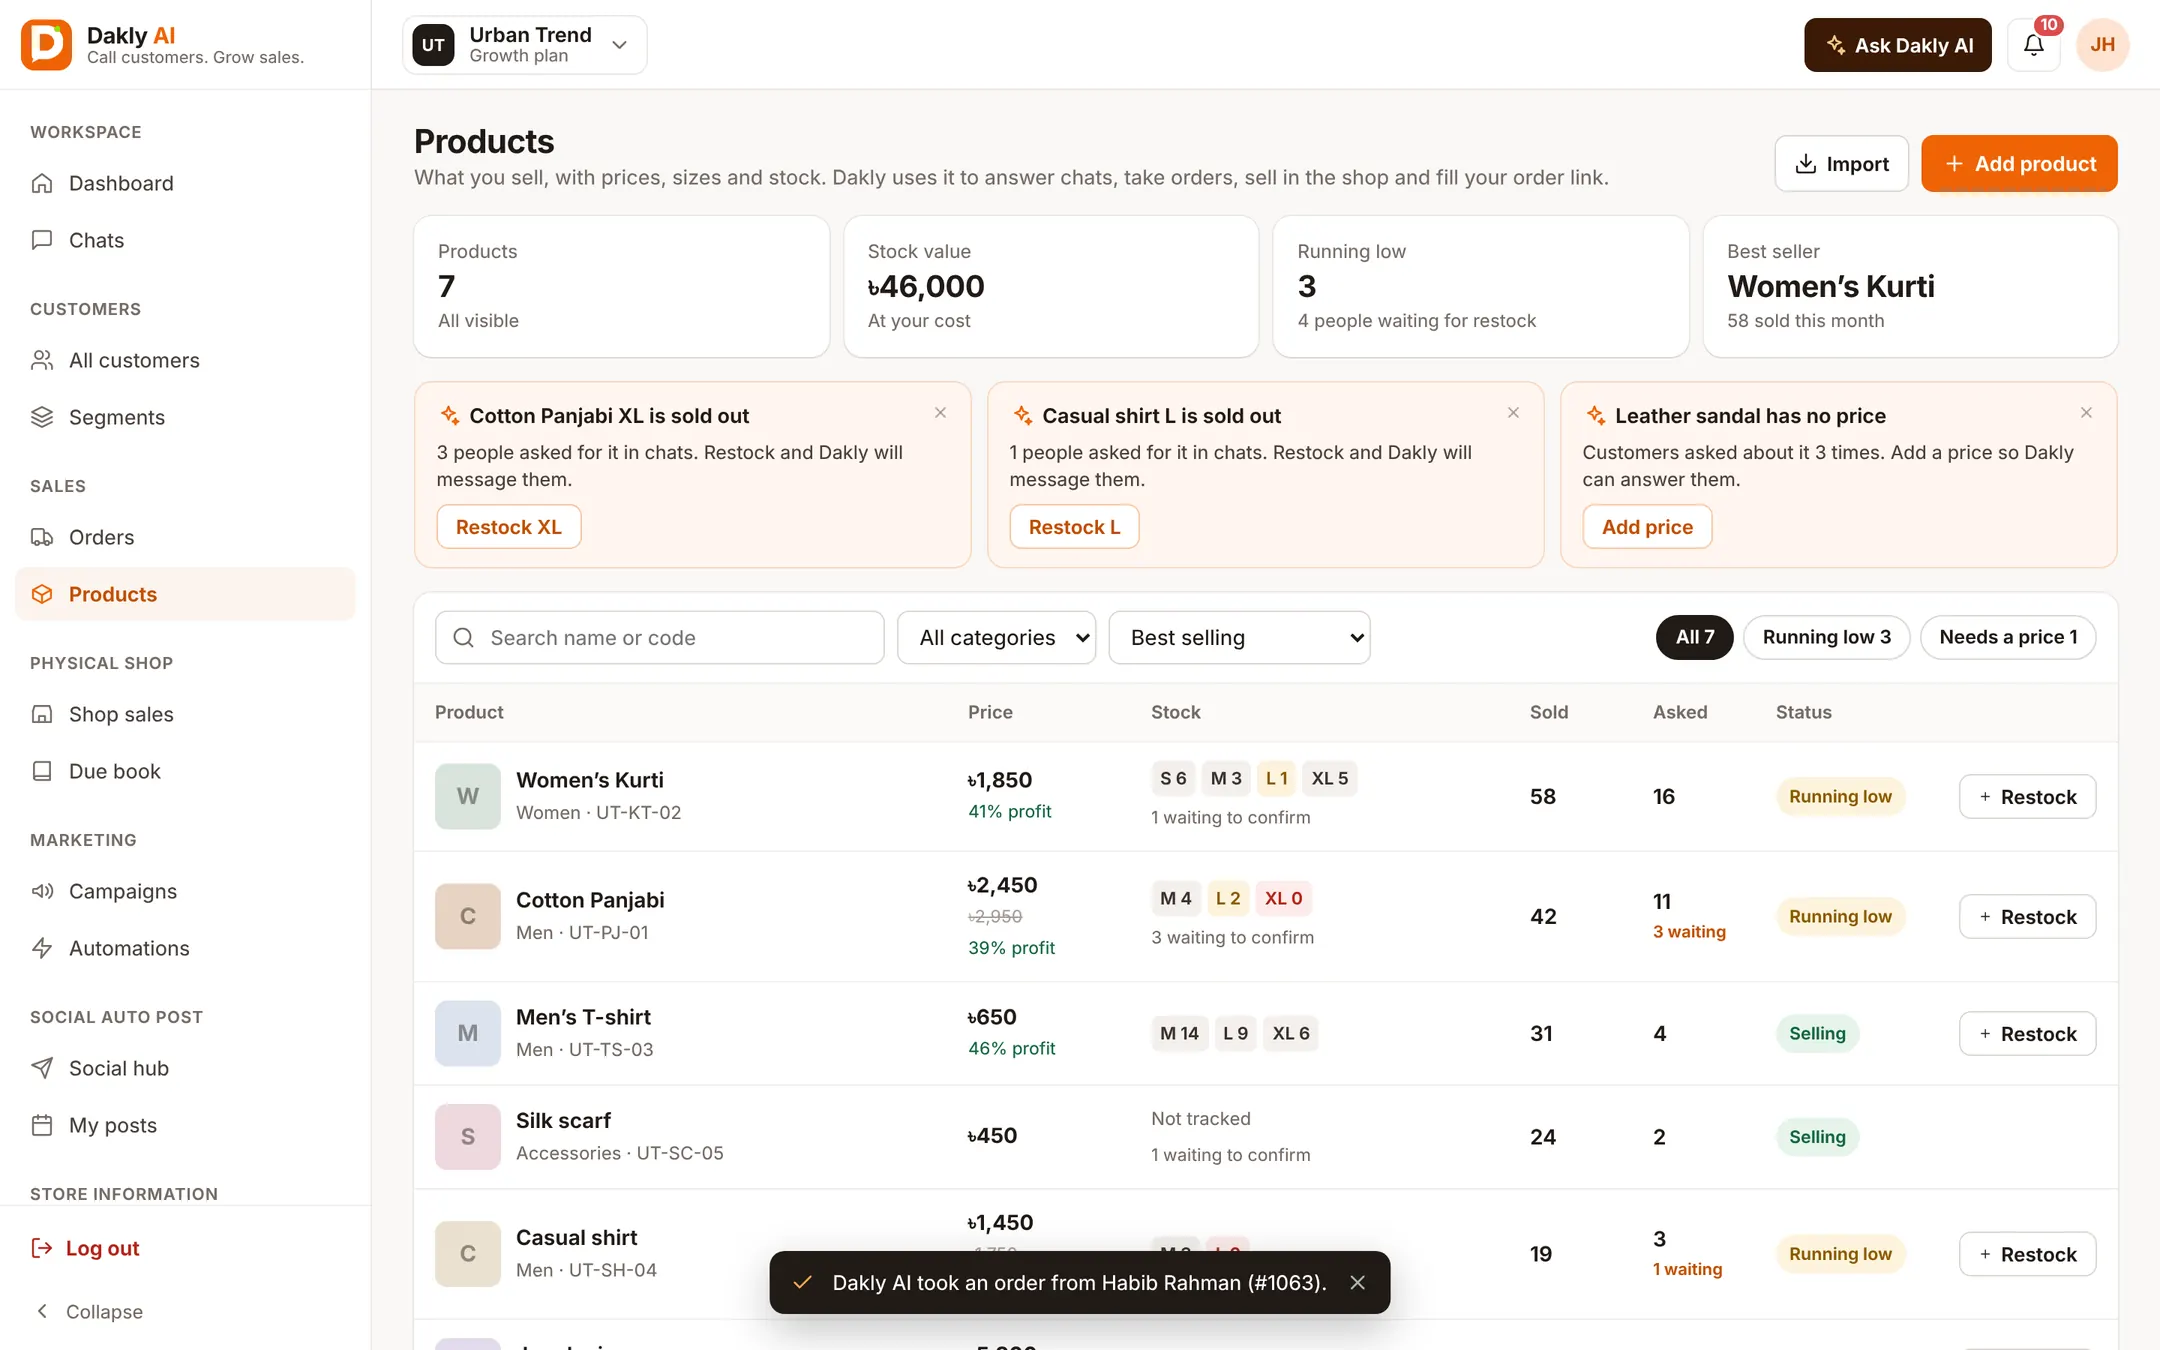 Dakly AI
Call customers. Grow sales.
UT
Urban Trend
Growth plan
Ask Dakly AI
10
JH
WORKSPACE
Dashboard
Chats
CUSTOMERS
All customers
Segments
SALES
Orders
Products
PHYSICAL SHOP
Shop sales
Due book
MARKETING
Campaigns
Automations
SOCIAL AUTO POST
Social hub
My posts
STORE INFORMATION
Log out
Collapse
Products
What you sell, with prices, sizes and stock. Dakly uses it to answer chats, take orders, sell in the shop and fill your order link.
Import
+ Add product
Products
7
All visible
Stock value
৳46,000
At your cost
Running low
3
4 people waiting for restock
Best seller
Women’s Kurti
58 sold this month
Cotton Panjabi XL is sold out
3 people asked for it in chats. Restock and Dakly will
message them.
Restock XL
Casual shirt L is sold out
1 people asked for it in chats. Restock and Dakly will
message them.
Restock L
Leather sandal has no price
Customers asked about it 3 times. Add a price so Dakly
can answer them.
Add price
Search name or code
All categories
Best selling
All 7
Running low 3
Needs a price 1
Product Price Stock Sold Asked Status
W
Women’s Kurti
Women · UT-KT-02
৳1,850
41% profit
S 6 M 3 L 1 XL 5
1 waiting to confirm
58
16
Running low
+ Restock
C
Cotton Panjabi
Men · UT-PJ-01
৳2,450
৳2,950
39% profit
M 4 L 2 XL 0
3 waiting to confirm
42
11
3 waiting
Running low
+ Restock
M
Men’s T-shirt
Men · UT-TS-03
৳650
46% profit
M 14 L 9 XL 6
31
4
Selling
+ Restock
S
Silk scarf
Accessories · UT-SC-05
৳450
Not tracked
1 waiting to confirm
24
2
Selling
C
Casual shirt
Men · UT-SH-04
৳1,450
19
3
1 waiting
Running low
+ Restock
Dakly AI took an order from Habib Rahman (#1063).